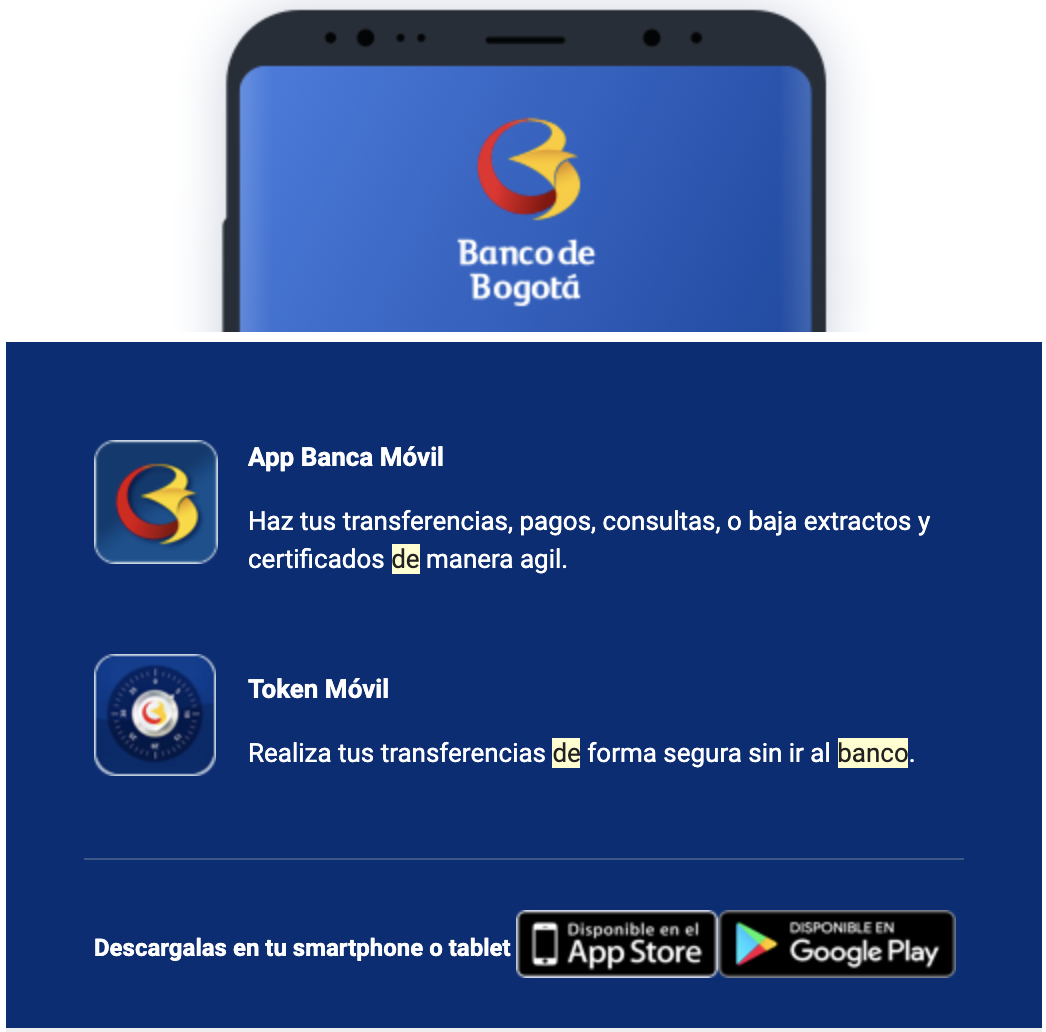 Banco de
Bogotá
App Banca Móvil
Haz tus transferencias, pagos, consultas, o baja extractos y
certificados de manera agil.
Token Móvil
Realiza tus transferencias de forma segura sin ir al banco.
Descargalas en tu smartphone o tablet
Disponible en el
App Store
DISPONIBLE EN
Google Play